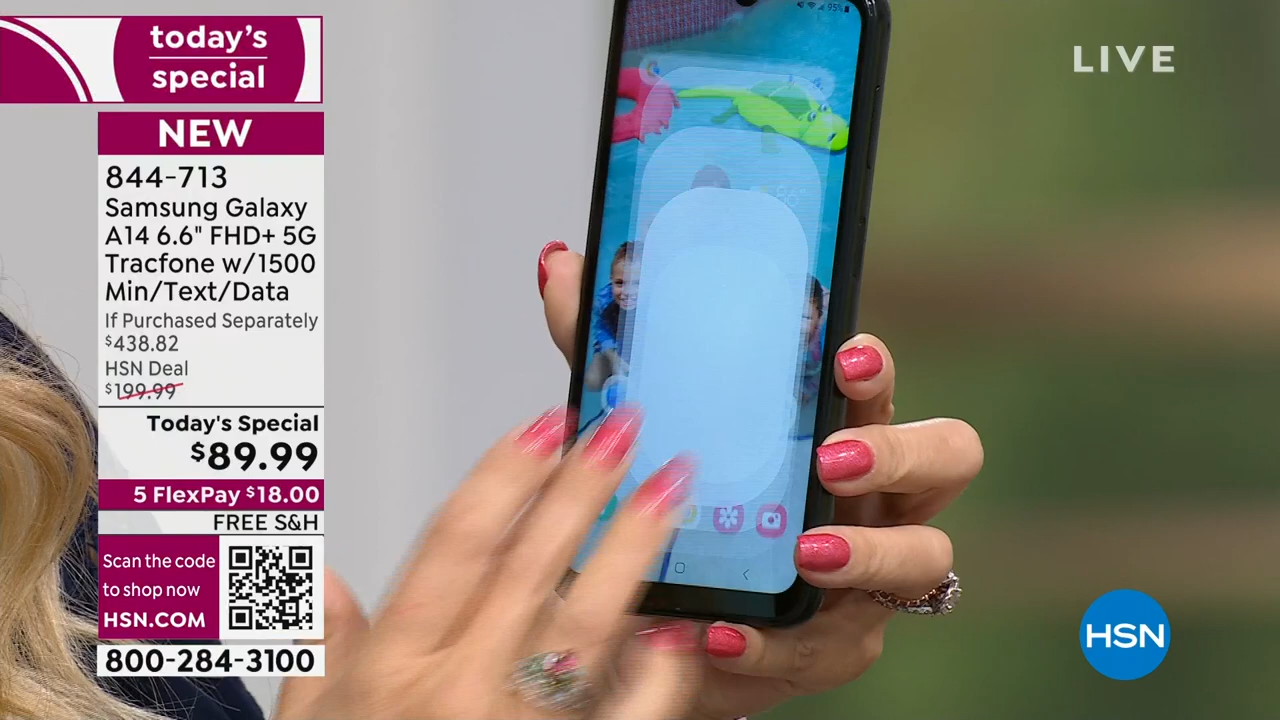 today's
special
NEW
844-713
Samsung Galaxy
A14 6.6" FHD+ 5G
Tracfone w/1500
Min/Text/Data
If Purchased Separately
$438.82
HSN Deal
$199.99
Today's Special
$89.99
5 FlexPay $18.00
FREE S&H
Scan the code
to shop now
HSN.COM
800-284-3100
95%
LIVE
HSN